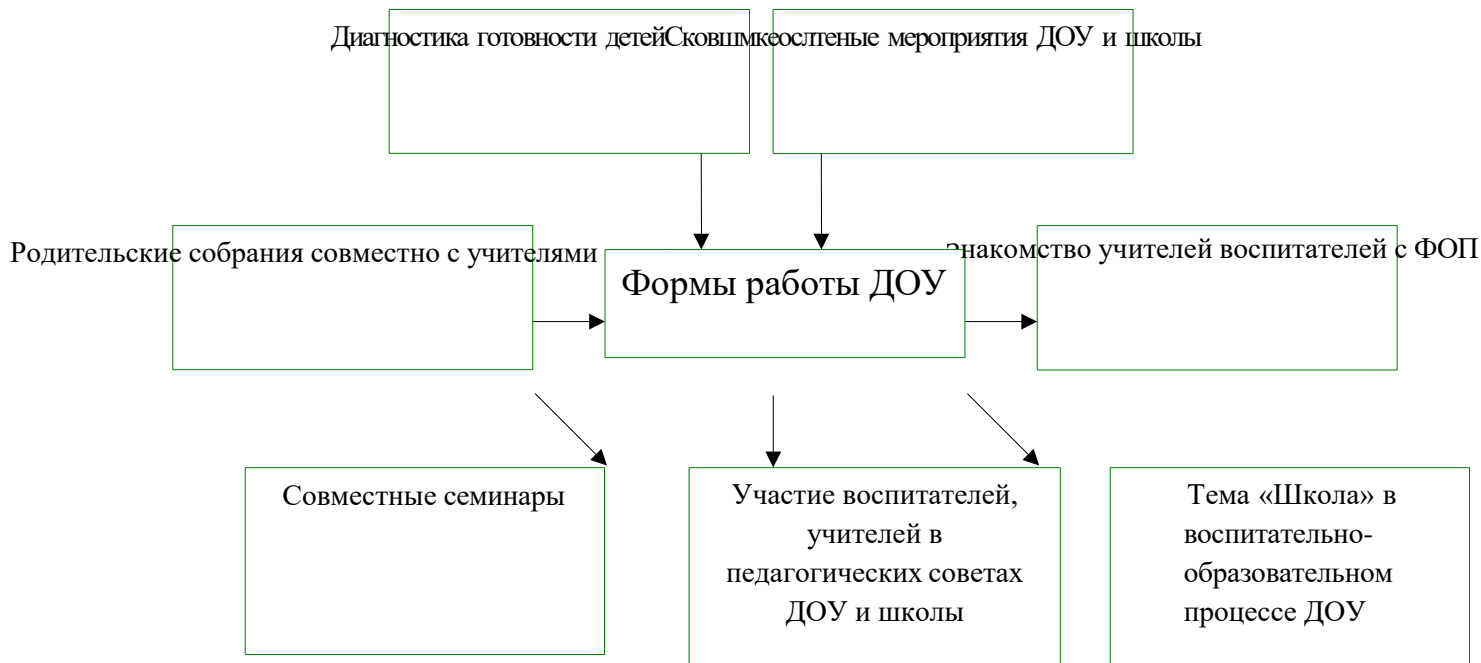 Диагностика готовности детей
мероприятия ДОУ и школы
Родительские собрания совместно с учителями
Формы работы ДОУ
знакомство учителей воспитателей с ФОП
Совместные семинары
Участие воспитателей,
учителей в
педагогических советах
ДОУ и школы
Тема «Школа» в
воспитательно-
образовательном
процессе ДОУ